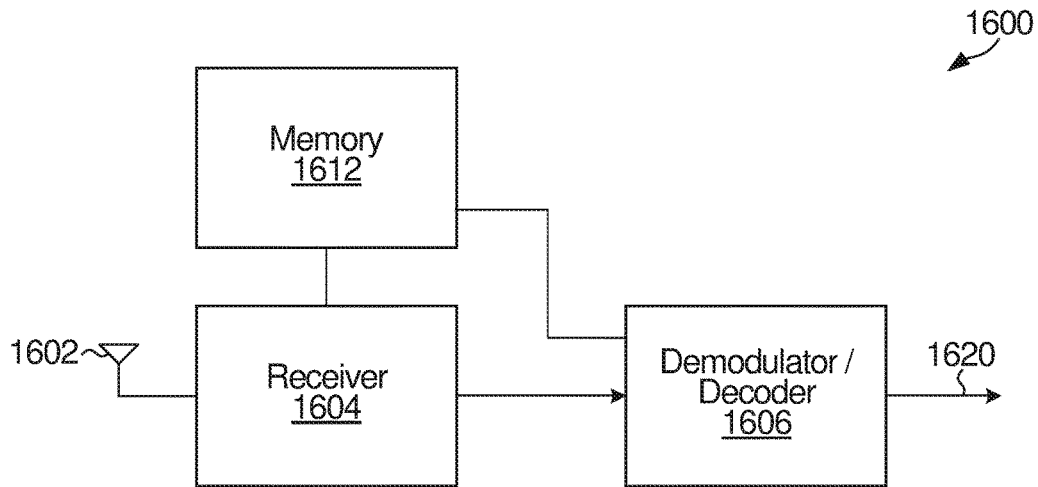 1600
Memory
1612
1602
Receiver
1604
Demodulator /
Decoder
1606
1620